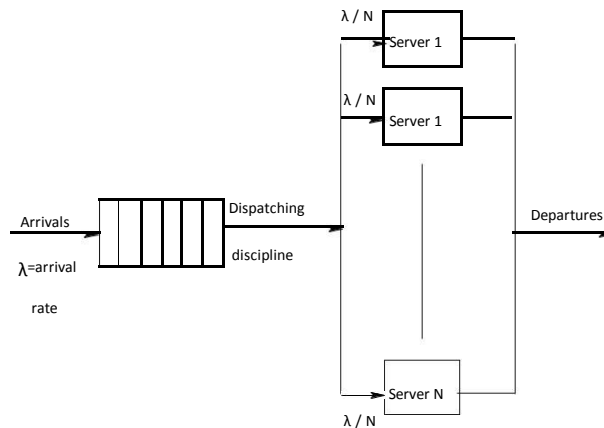 λ / N
Server 1
λ / N
Server 1
Arrivals
λ=arrival
rate
Dispatching
discipline
Departures
Server N
λ / N